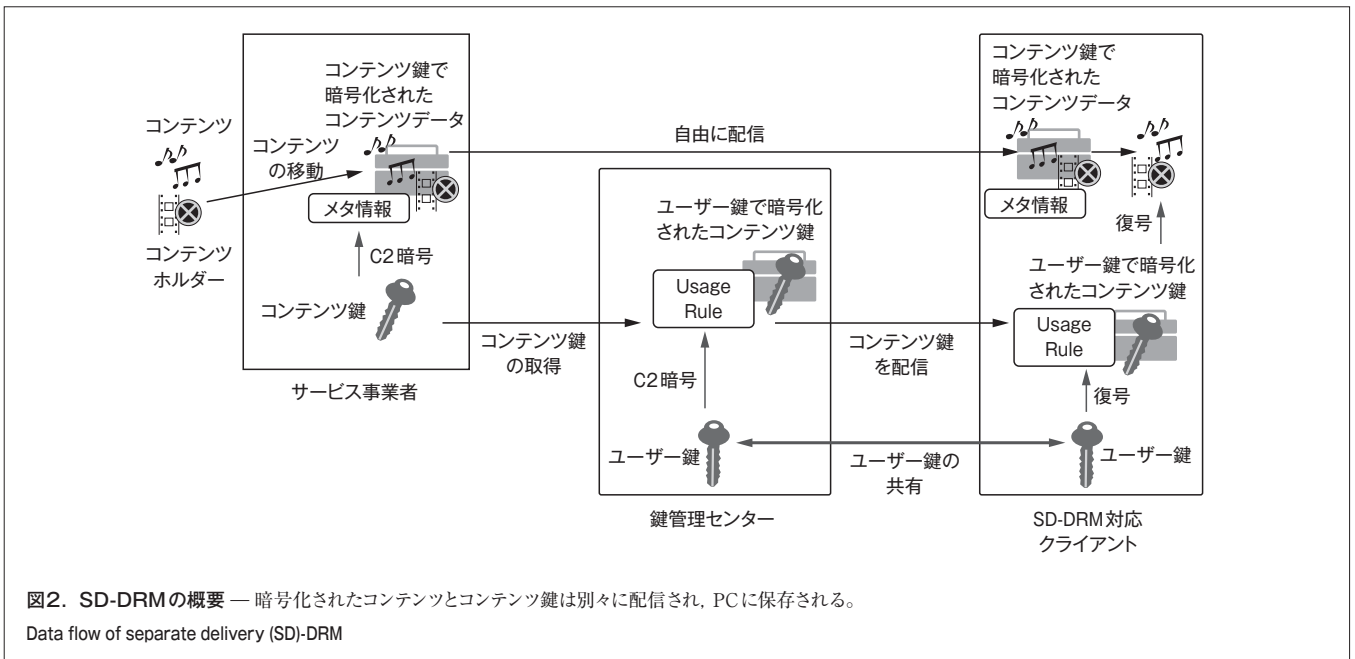 コンテンツ
コンテンツ
ホルダー
コンテンツ
の移動
コンテンツ鍵で
暗号化された
コンテンツデータ
メタ情報
C2暗号
コンテンツ鍵
サービス事業者
自由に配信
コンテンツ鍵
の取得
ユーザー鍵で暗号化
されたコンテンツ鍵
Usage
Rule
C2暗号
ユーザー鍵
鍵管理センター
コンテンツ鍵
を配信
ユーザー鍵の
共有
コンテンツ鍵で
暗号化された
コンテンツデータ
メタ情報
復号
ユーザー鍵で暗号化
されたコンテンツ鍵
Usage
Rule
復号
ユーザー鍵
SD-DRM対応
クライアント
図2. SD-DRMの概要 — 暗号化されたコンテンツとコンテンツ鍵は別々に配信され, PCに保存される。
Data flow of separate delivery (SD)-DRM